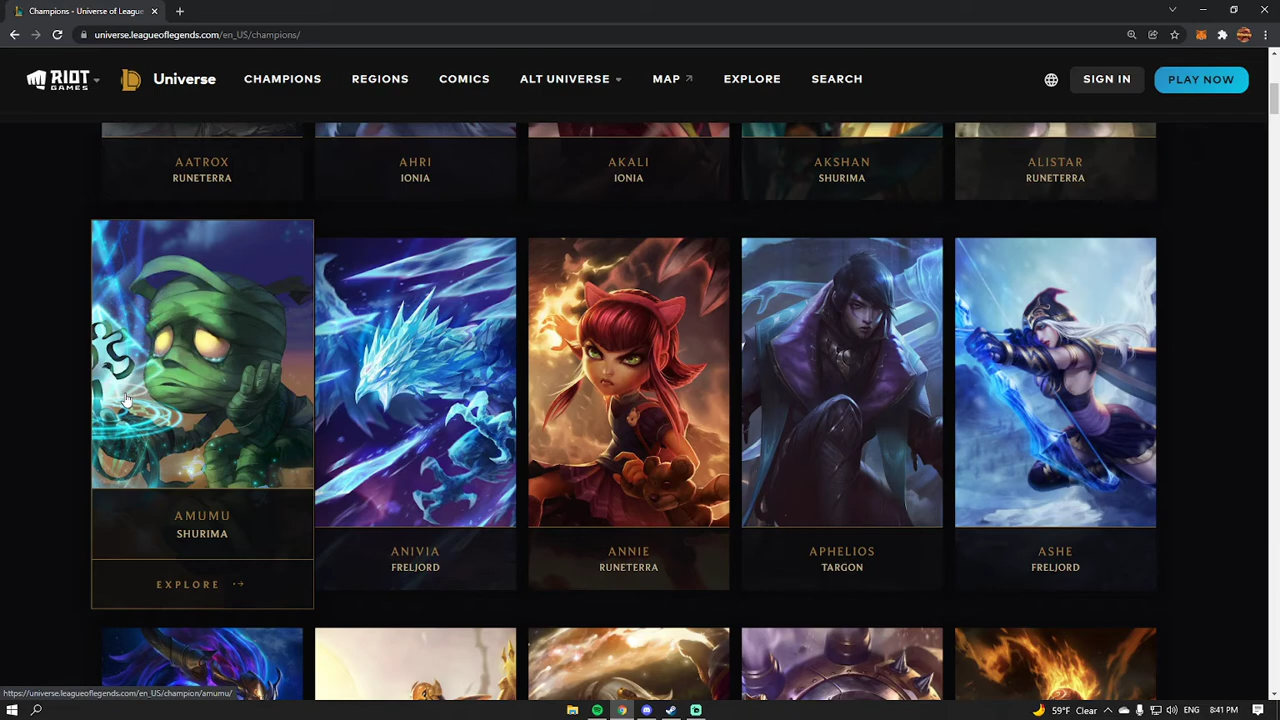 Champions - Universe of League
universe.leagueoflegends.com/en_US/champions/
RIOT GAMES
Universe
CHAMPIONS
REGIONS
COMICS
ALT UNIVERSE
MAP
EXPLORE
SEARCH
SIGN IN
PLAY NOW
AATROX
RUNETERRA
AHRI
IONIA
AKALI
IONIA
AKSHAN
SHURIMA
ALISTAR
RUNETERRA
AMUMU
SHURIMA
EXPLORE
ANIVIA
FRELJORD
ANNIE
RUNETERRA
APHELIOS
TARGON
ASHE
FRELJORD
https://universe.leagueoflegends.com/en_US/champion/amumu/
59°F Clear
ENG
8:41 PM